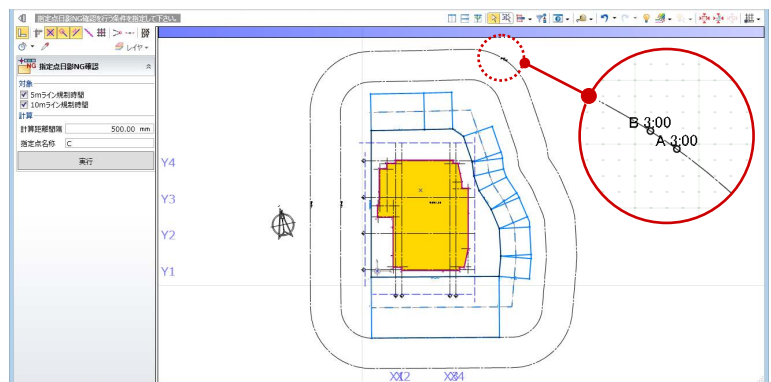 指定点日影NG確認を行う条件を指定して下さい。
レイヤ
NG 指定点日影NG確認
対象
5mライン規制時間
10mライン規制時間
計算
計算距離間隔 500.00 mm
指定点名称 C
実行
B 3:00
A 3:00
Y4
Y3
Y2
Y1